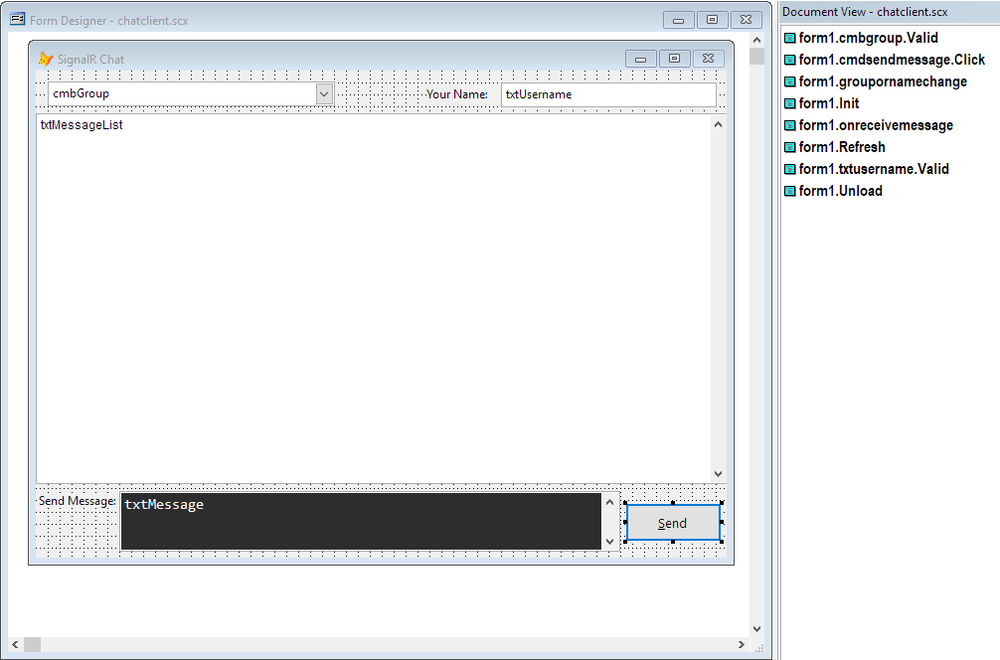 Form Designer - chatclient.scx
SignalR Chat
cmbGroup
Your Name:
txtUsername
txtMessageList
Send Message:
txtMessage
Send
Document View - chatclient.scx
form1.cmbgroup.Valid
form1.cmdsendmessage.Click
form1.groupornamechange
form1.Init
form1.onreceivemessage
form1.Refresh
form1.txtusername.Valid
form1.Unload